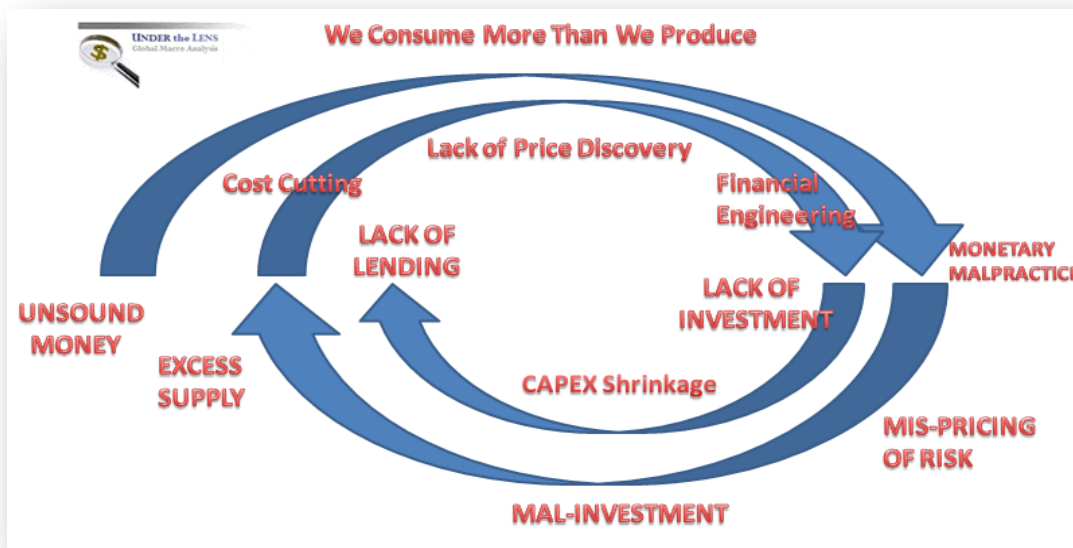 UNDER the LENS
Global Macro Analysis
$
We Consume More Than We Produce
Lack of Price Discovery
Cost Cutting
Financial
Engineering
LACK OF
LENDING
MONETARY
MALPRACTICE
LACK OF
INVESTMENT
UNSOUND
MONEY
EXCESS
SUPPLY
CAPEX Shrinkage
MIS-PRICING
OF RISK
MAL-INVESTMENT